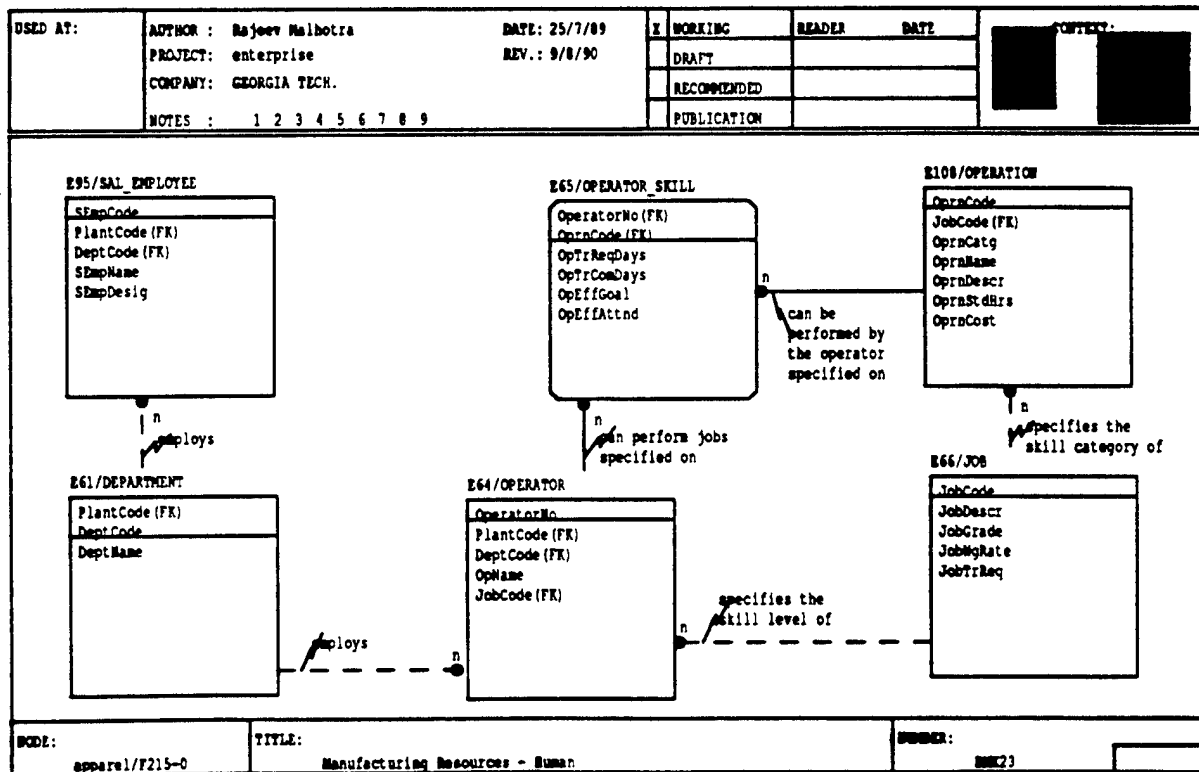 USED AT:
AUTHOR : Rajeev Malhotra
DATE: 25/7/89
PROJECT: enterprise
REV.: 9/8/90
COMPANY: GEORGIA TECH.
NOTES : 1 2 3 4 5 6 7 8 9
X WORKING
DRAFT
RECOMMENDED
PUBLICATION
READER DATE
CONTEXT:
E95/SAL_EMPLOYEE
SEmpCode
PlantCode(FK)
DeptCode(FK)
SEmpName
SEmpDesig
E65/OPERATOR_SKILL
OperatorNo(FK)
OprnCode(FK)
OpTrReqDays
OpTrComDays
OpEffGoal
OpEffAttnd
E108/OPERATION
OprnCode
JobCode(FK)
OprnCatg
OprnName
OprnDescr
OprnStdHrs
OprnCost
n
can be
performed by
the operator
specified on
n
employs
n
can perform jobs
specified on
n
specifies the
skill category of
E61/DEPARTMENT
PlantCode(FK)
DeptCode
DeptName
E64/OPERATOR
OperatorNo
PlantCode(FK)
DeptCode(FK)
OpName
JobCode(FK)
E66/JOB
JobCode
JobDescr
JobGrade
JobWgRate
JobTrReq
employs
n
n
specifies the
skill level of
NODE:
apparel/F215-0
TITLE:
Manufacturing Resources - Human
NUMBER: